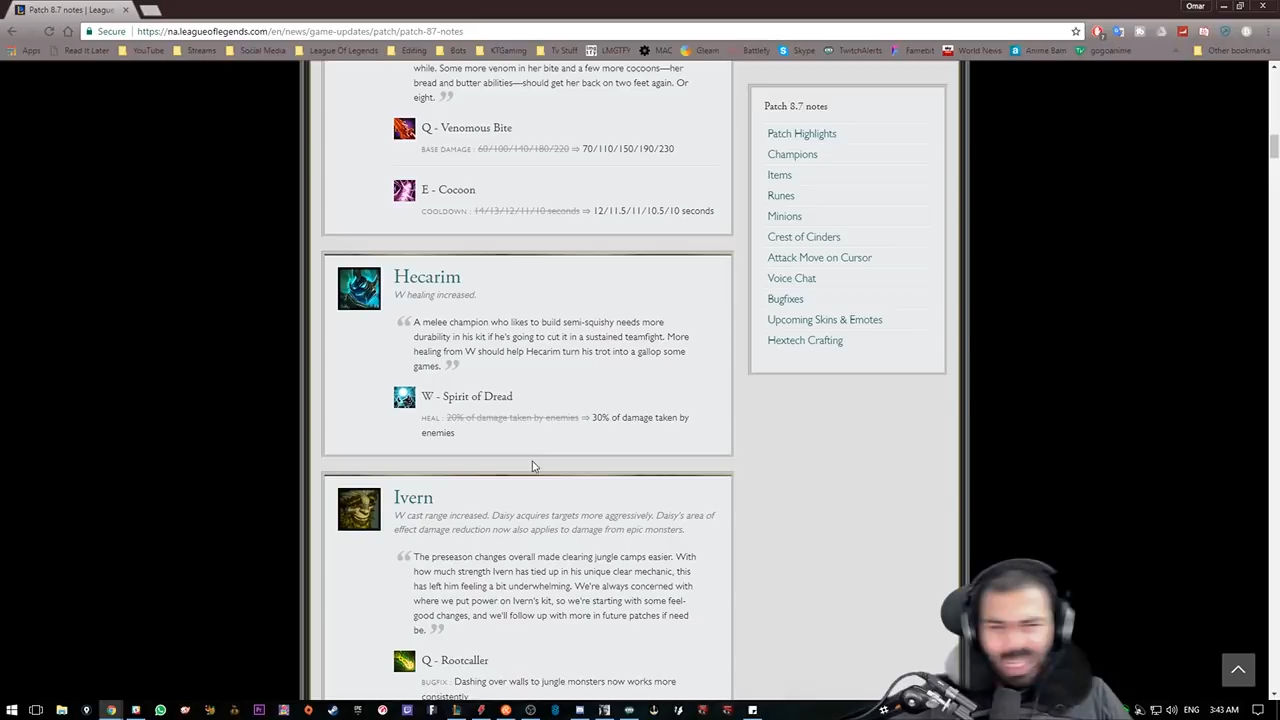 Patch 8.7 notes | Leagu
Omar
Secure
https://na.leagueoflegends.com/en/news/game-updates/patch/patch-87-notes
Apps Read It Later YouTube Streams Social Media League Of Legends Editing Bots KTGaming Tv Stuff LMGTFY MAC Gleam Battlefy Skype TwitchAlerts Famebit World News Anime Bam gogoanime Other bookmarks
while. Some more venom in her bite and a few more cocoons—her
bread and butter abilities—should get her back on two feet again. Or
eight.
Q - Venomous Bite
BASE DAMAGE : 60/100/140/180/220 ⇒ 70/110/150/190/230
E - Cocoon
COOLDOWN : 14/13/12/11/10 seconds ⇒ 12/11.5/11/10.5/10 seconds
Hecarim
W healing increased.
A melee champion who likes to build semi-squishy needs more
durability in his kit if he's going to cut it in a sustained teamfight. More
healing from W should help Hecarim turn his trot into a gallop some
games.
W - Spirit of Dread
HEAL : 20% of damage taken by enemies ⇒ 30% of damage taken by
enemies
Ivern
W cast range increased. Daisy acquires targets more aggressively. Daisy's area of
effect damage reduction now also applies to damage from epic monsters.
The preseason changes overall made clearing jungle camps easier. With
how much strength Ivern has tied up in his unique clear mechanic, this
has left him feeling a bit underwhelming. We're always concerned with
where we put power on Ivern's kit, so we're starting with some feel-
good changes, and we'll follow up with more in future patches if need
be.
Q - Rootcaller
BUGFIX : Dashing over walls to jungle monsters now works more
consistently
Patch 8.7 notes
Patch Highlights
Champions
Items
Runes
Minions
Crest of Cinders
Attack Move on Cursor
Voice Chat
Bugfixes
Upcoming Skins & Emotes
Hextech Crafting
ENG 3:43 AM